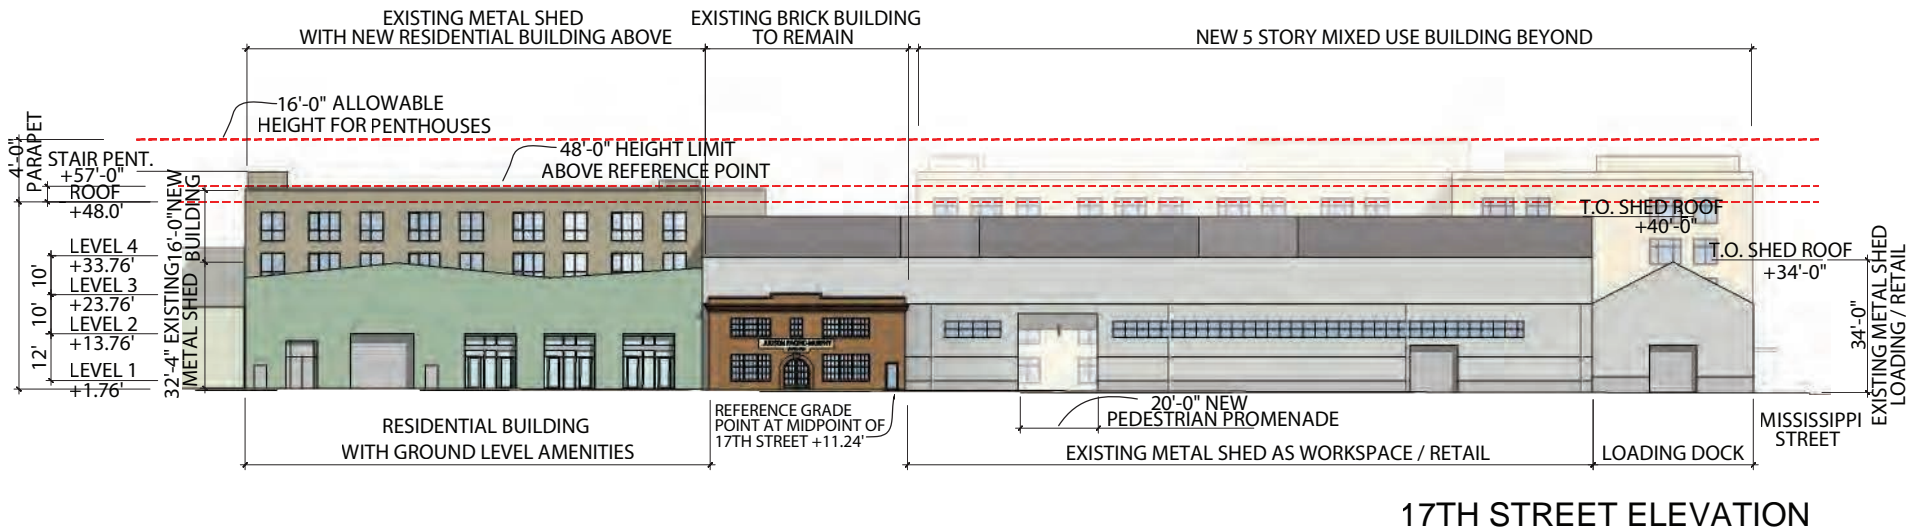 EXISTING METAL SHED
WITH NEW RESIDENTIAL BUILDING ABOVE
EXISTING BRICK BUILDING
TO REMAIN
NEW 5 STORY MIXED USE BUILDING BEYOND
16'-0" ALLOWABLE
HEIGHT FOR PENTHOUSES
48'-0" HEIGHT LIMIT
ABOVE REFERENCE POINT
4'-0"
PARAPET
STAIR PENT.
+57'-0"
ROOF
+48.0'
LEVEL 4
+33.76'
LEVEL 3
+23.76'
LEVEL 2
+13.76'
LEVEL 1
+1.76'
10'
10'
12'
16'-0"NEW
BUILDING
32'-4" EXISTING
METAL SHED
JUDSON PACIFIC-MURPHY
T.O. SHED ROOF
+40'-0"
T.O. SHED ROOF
+34'-0"
34'-0"
EXISTING METAL SHED
LOADING / RETAIL
RESIDENTIAL BUILDING
WITH GROUND LEVEL AMENITIES
REFERENCE GRADE
POINT AT MIDPOINT OF
17TH STREET +11.24'
20'-0" NEW
PEDESTRIAN PROMENADE
EXISTING METAL SHED AS WORKSPACE / RETAIL
LOADING DOCK
MISSISSIPPI
STREET
17TH STREET ELEVATION